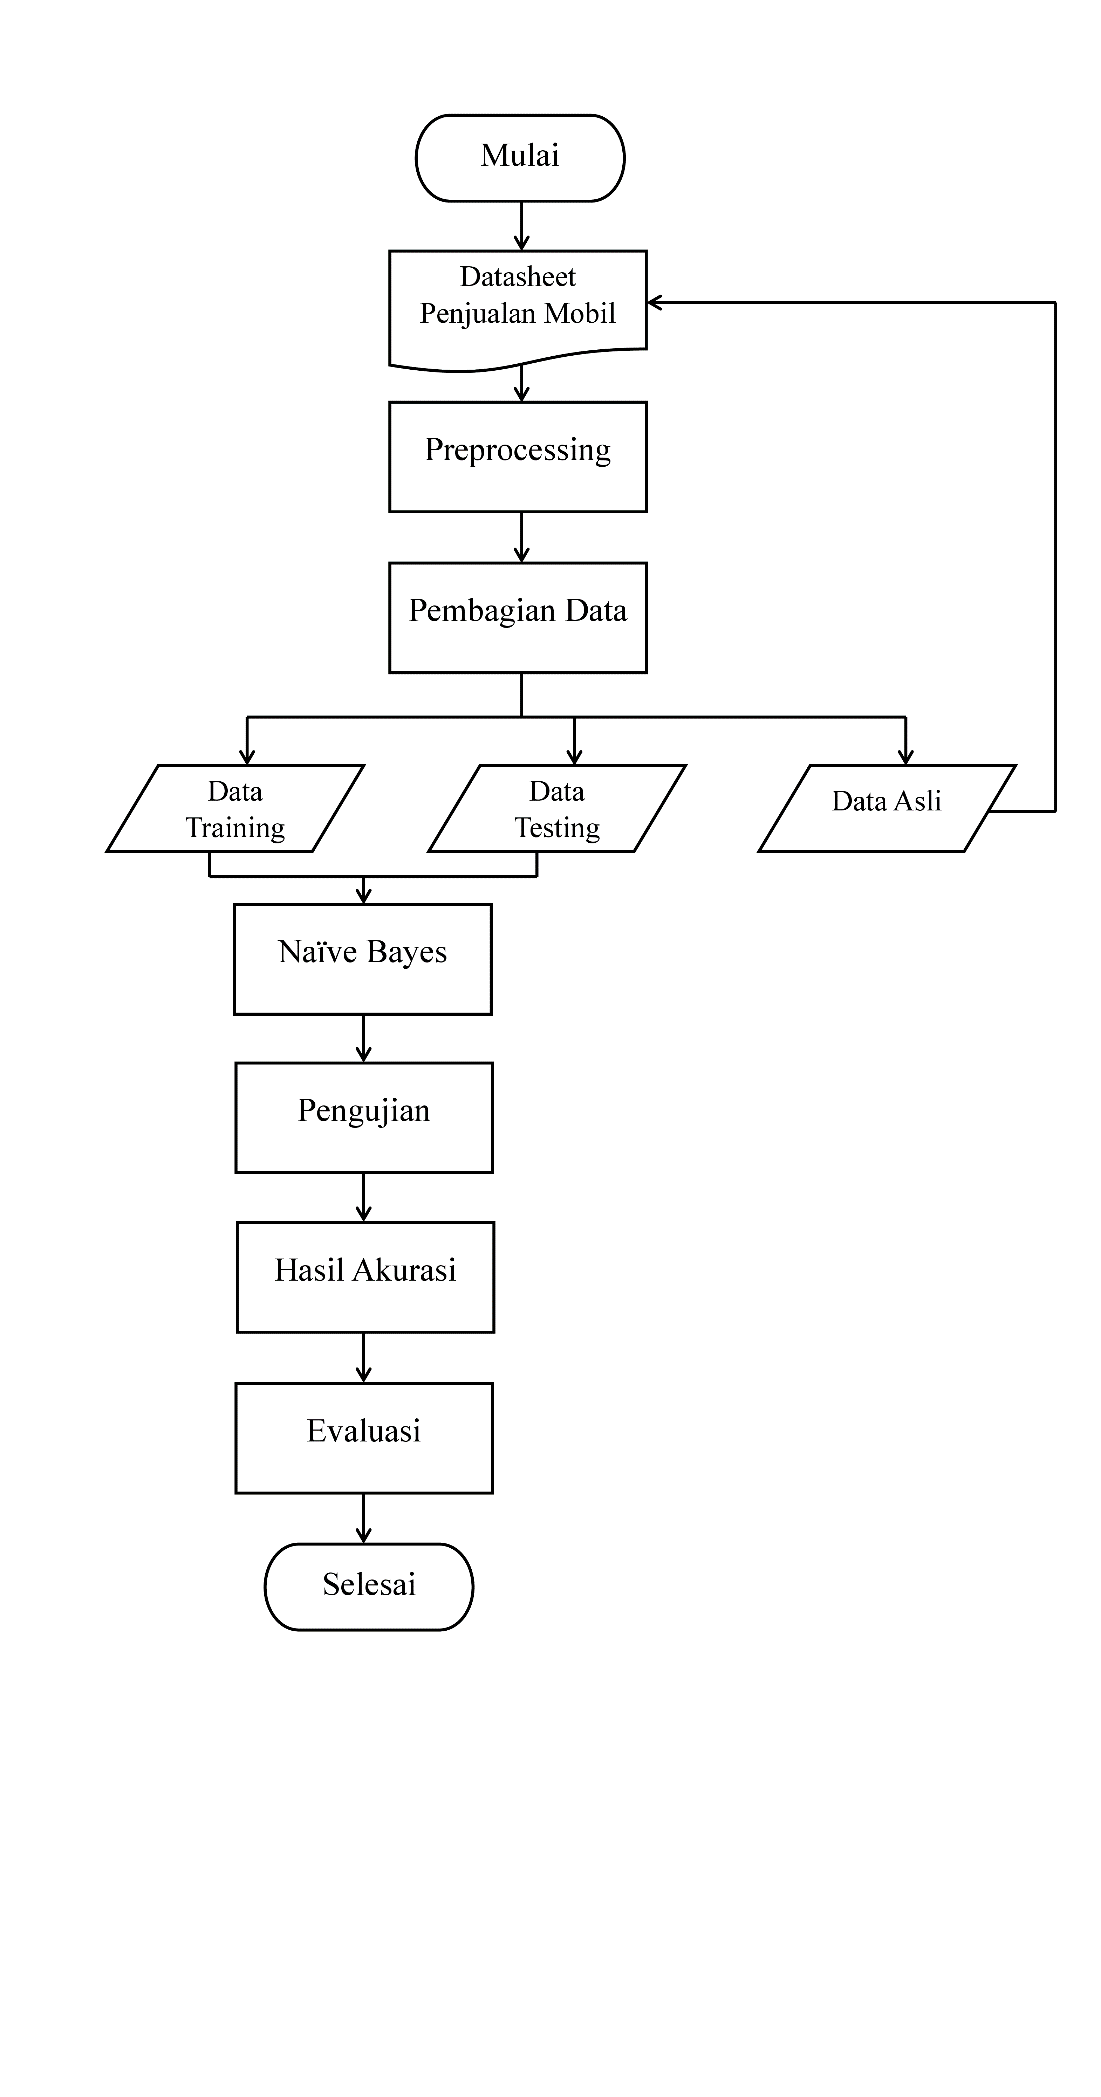 Mulai
Datasheet
Penjualan Mobil
Preprocessing
Pembagian Data
Data
Training
Data
Testing
Data Asli
Naïve Bayes
Pengujian
Hasil Akurasi
Evaluasi
Selesai